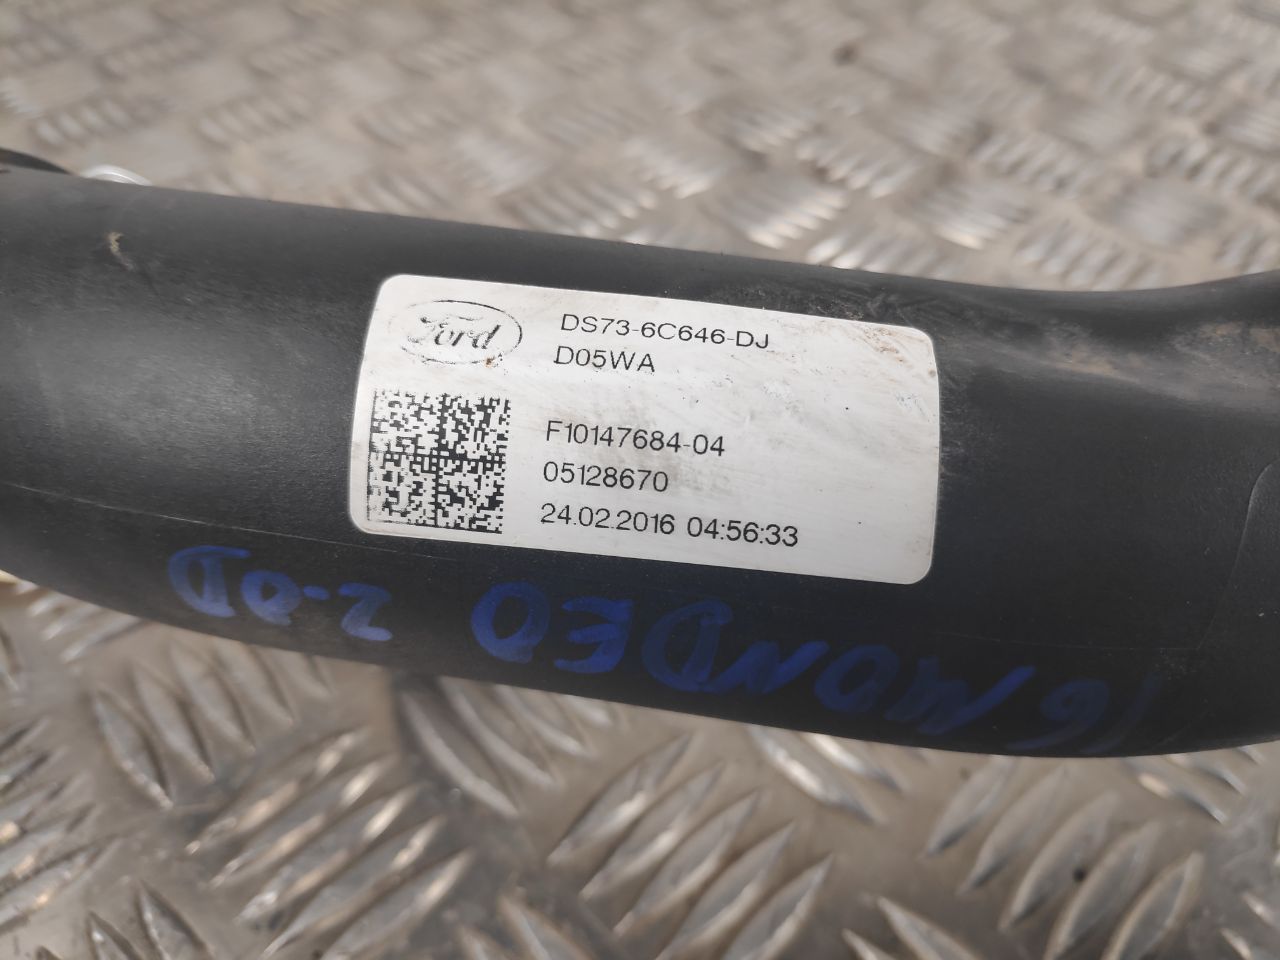 Ford
DS73-6C646-DJ
D05WA
F10147684-04
05128670
24.02.2016 04:56:33
16 MONDEO 2.0D